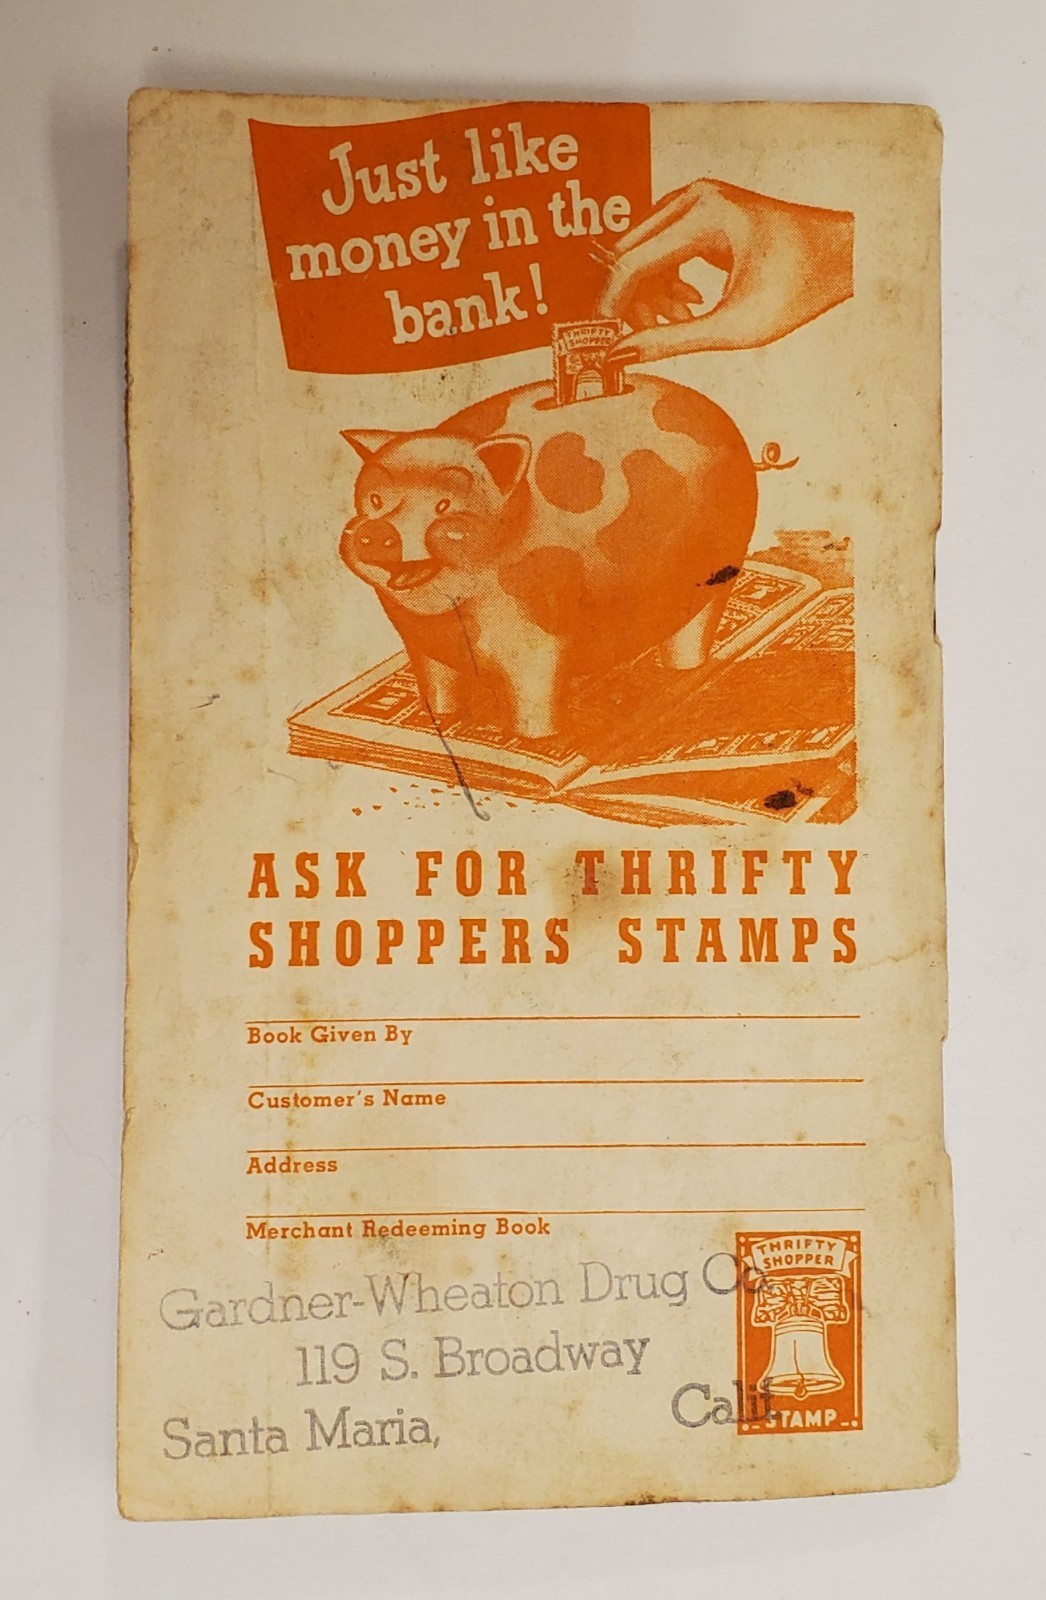 Just like
money in the
bank!
THRIFTY
SHOPPER
ASK FOR THRIFTY
SHOPPERS STAMPS
Book Given By
Customer's Name
Address
Merchant Redeeming Book
THRIFTY
SHOPPER
STAMP
Gardner-Wheaton Drug Co.
119 S. Broadway
Santa Maria, Calif.